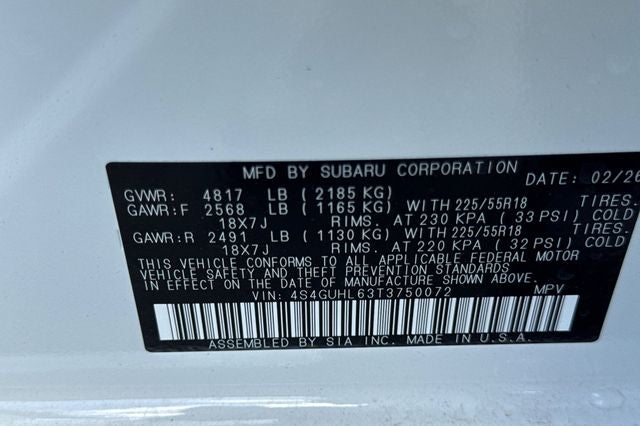 MFD BY SUBARU CORPORATION DATE: 02/26
GVWR: 4817 LB (2185 KG)
GAWR:F 2568 LB (1165 KG) WITH 225/55R18 TIRES.
18X7J RIMS. AT 230 KPA (33 PSI) COLD
GAWR:R 2491 LB (1130 KG) WITH 225/55R18 TIRES.
18X7J RIMS. AT 220 KPA (32 PSI) COLD
THIS VEHICLE CONFORMS TO ALL APPLICABLE FEDERAL MOTOR
VEHICLE SAFETY AND THEFT PREVENTION STANDARDS
IN EFFECT ON THE DATE OF MANUFACTURE SHOWN ABOVE.
VIN: 4S4GUHL63T3750072 MPV
ASSEMBLED BY SIA INC. MADE IN U.S.A.